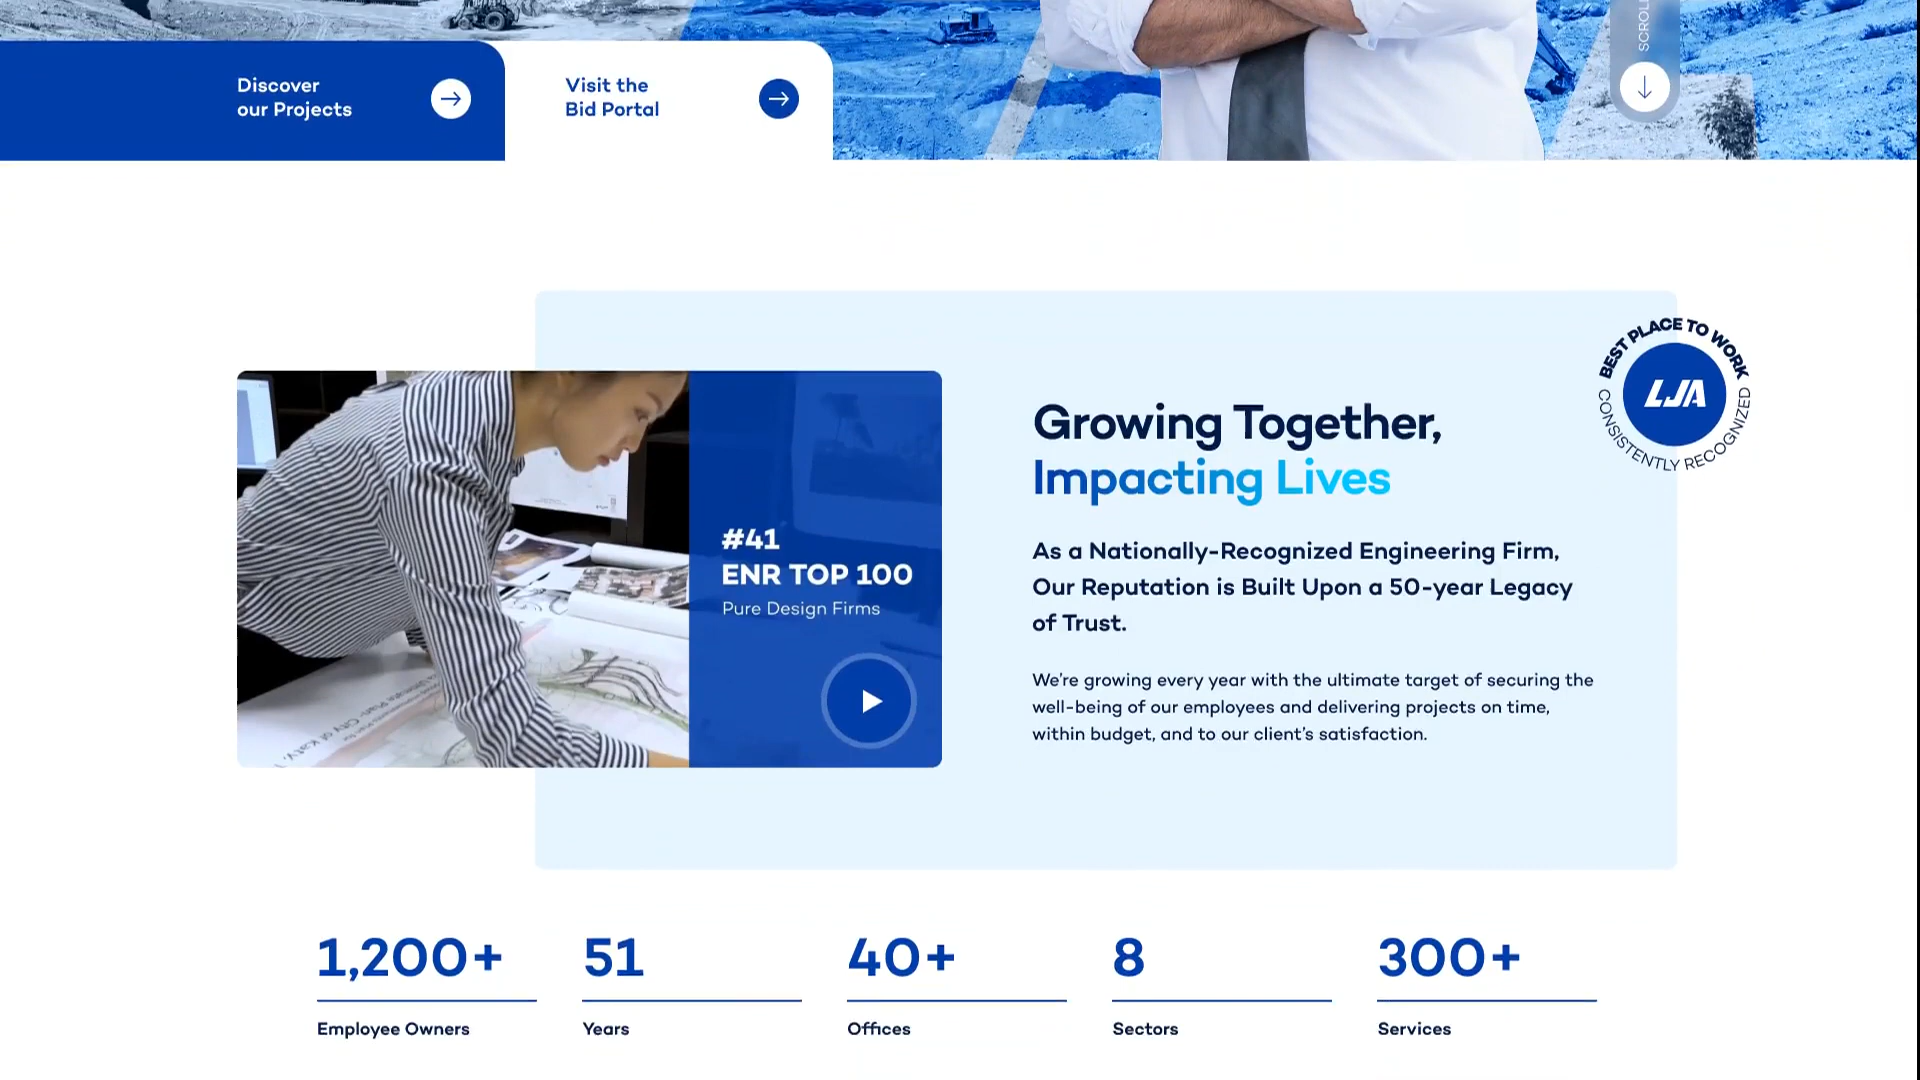 SCROLL
Discover
our Projects
Visit the
Bid Portal
BEST PLACE TO WORK
LJA
CONSISTENTLY RECOGNIZED
#41
ENR TOP 100
Pure Design Firms
Growing Together,
Impacting Lives
As a Nationally-Recognized Engineering Firm,
Our Reputation is Built Upon a 50-year Legacy
of Trust.
We're growing every year with the ultimate target of securing the
well-being of our employees and delivering projects on time,
within budget, and to our client's satisfaction.
1,200+
Employee Owners
51
Years
40+
Offices
8
Sectors
300+
Services